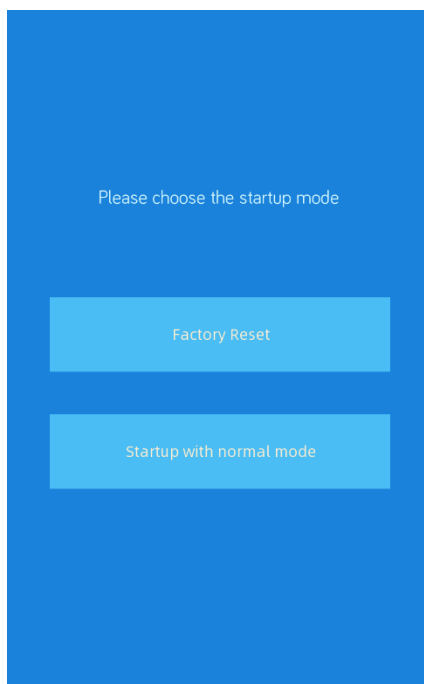 Please choose the startup mode
Factory Reset
Startup with normal mode